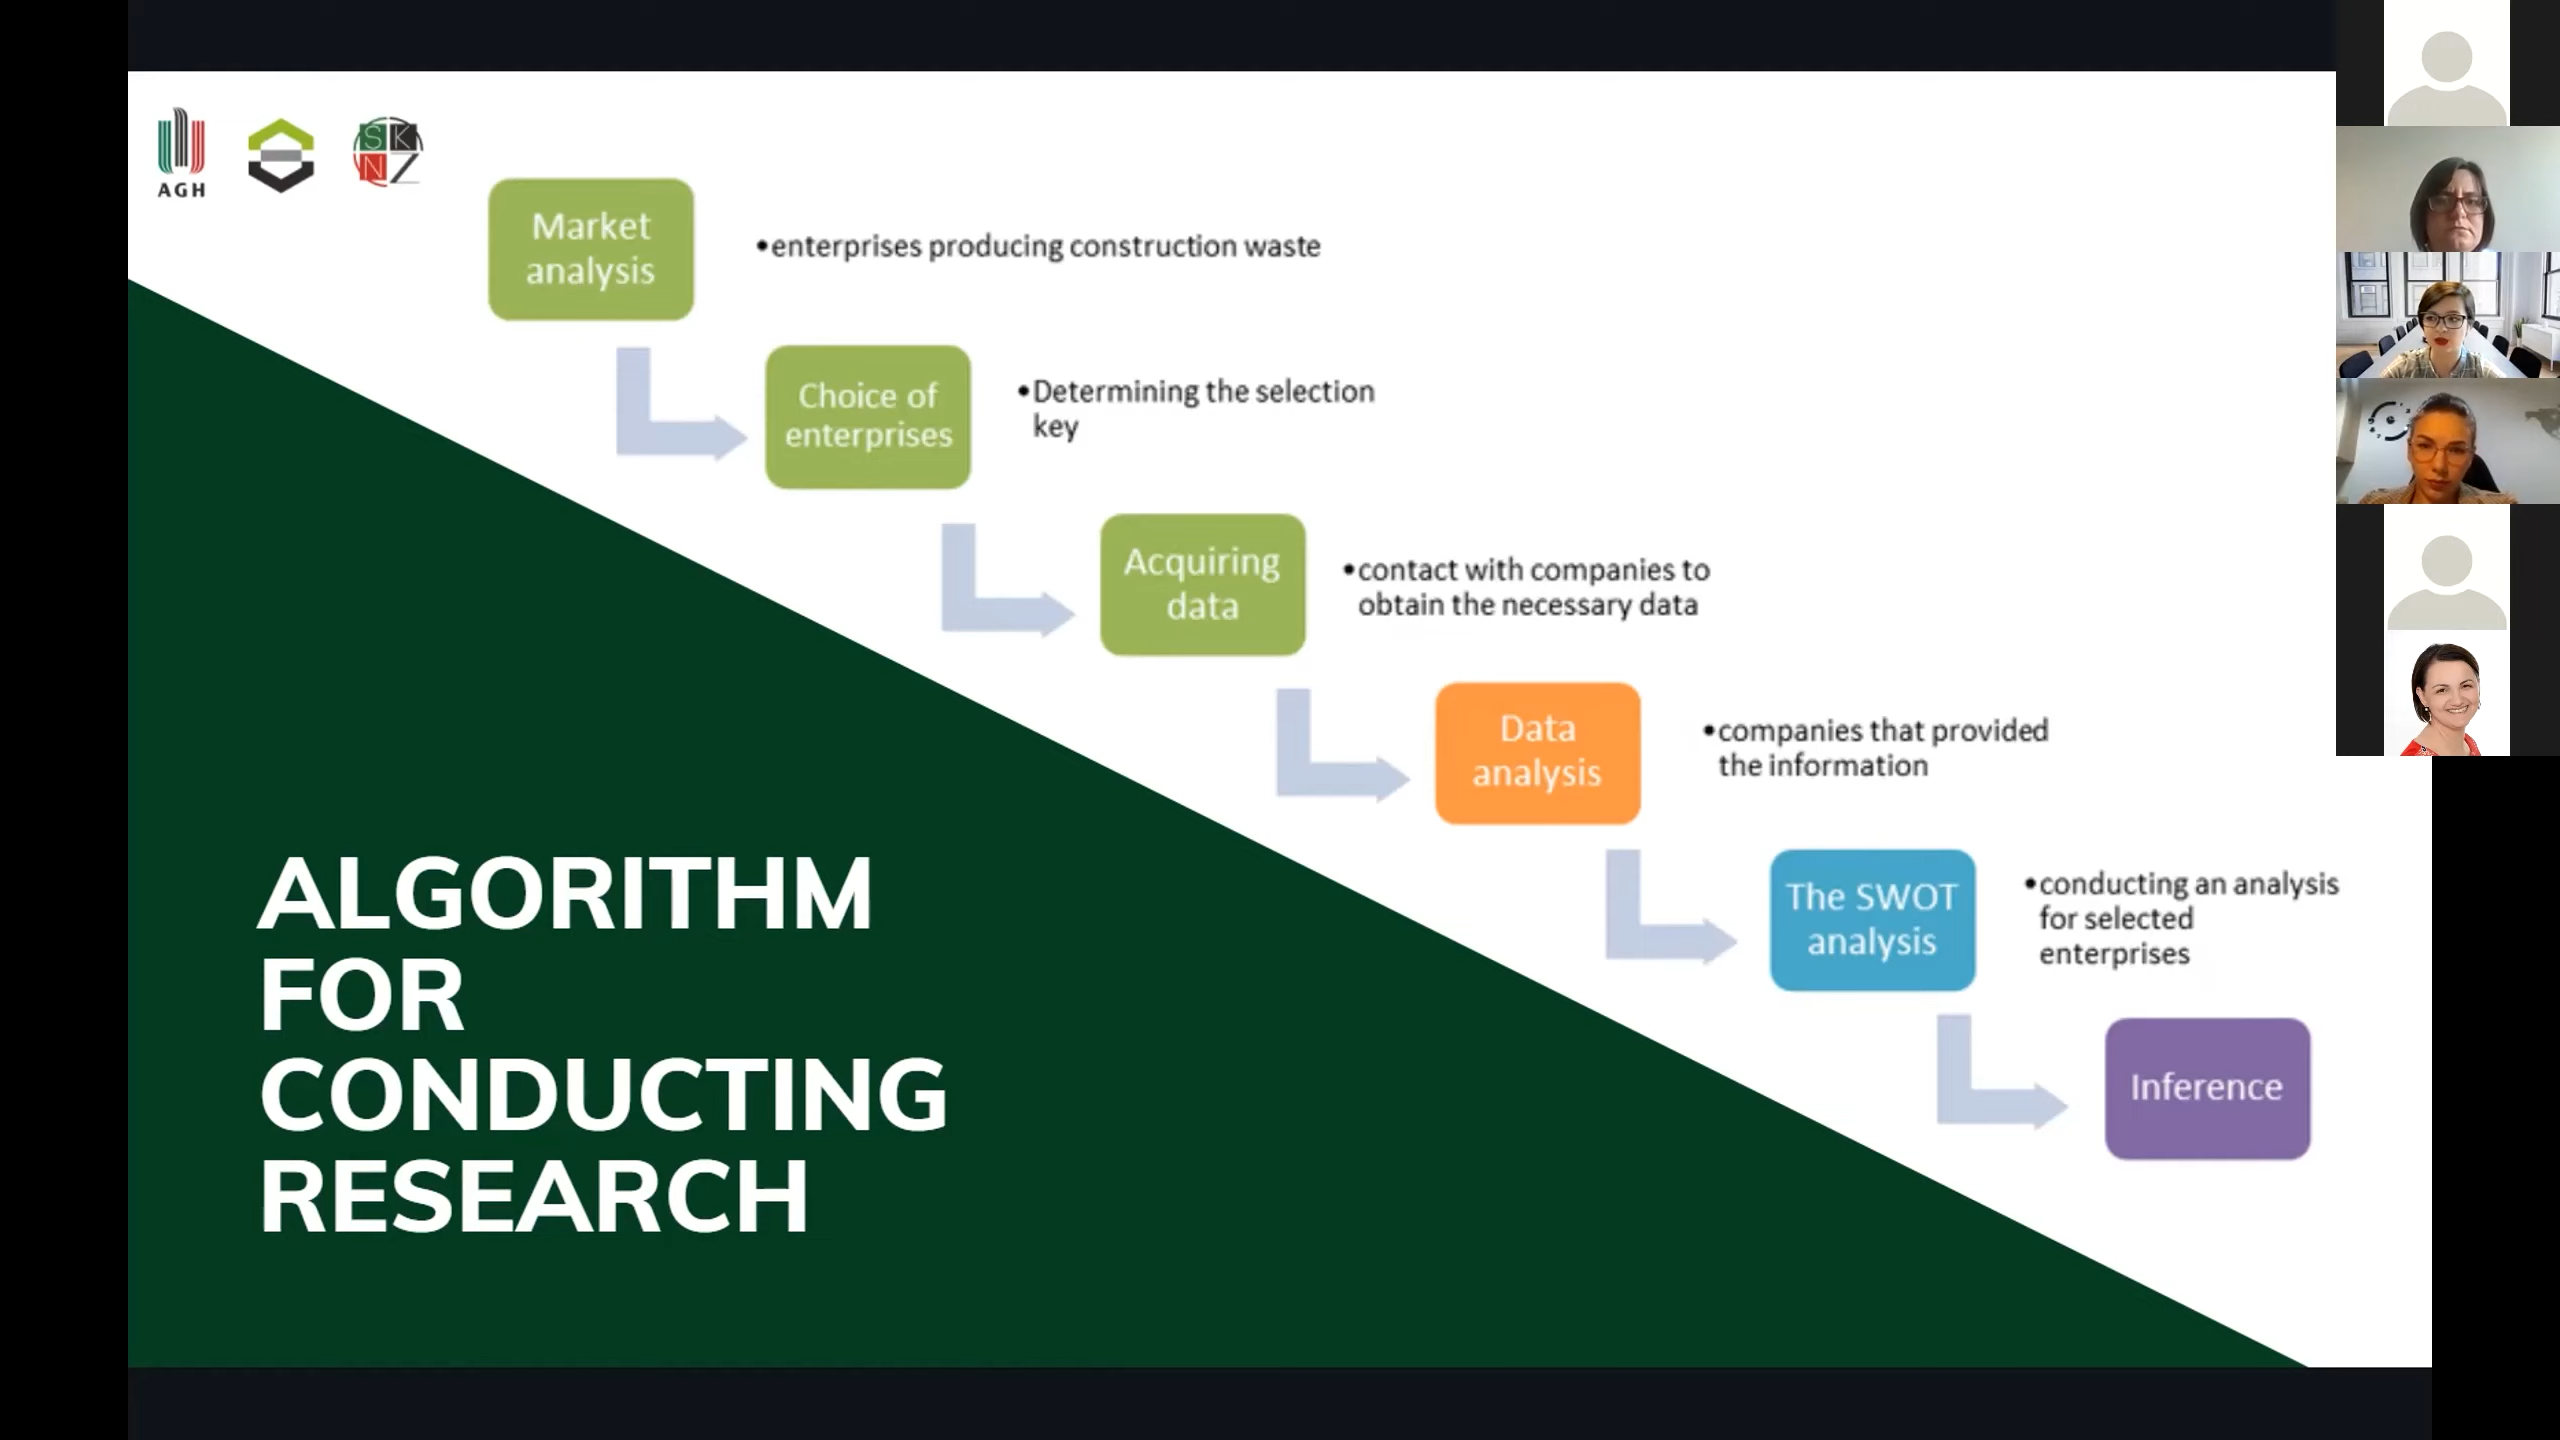 AGH
SK
NZ
Market
analysis
•enterprises producing construction waste
Choice of
enterprises
•Determining the selection
key
Acquiring
data
•contact with companies to
obtain the necessary data
Data
analysis
•companies that provided
the information
The SWOT
analysis
•conducting an analysis
for selected
enterprises
Inference
ALGORITHM
FOR
CONDUCTING
RESEARCH